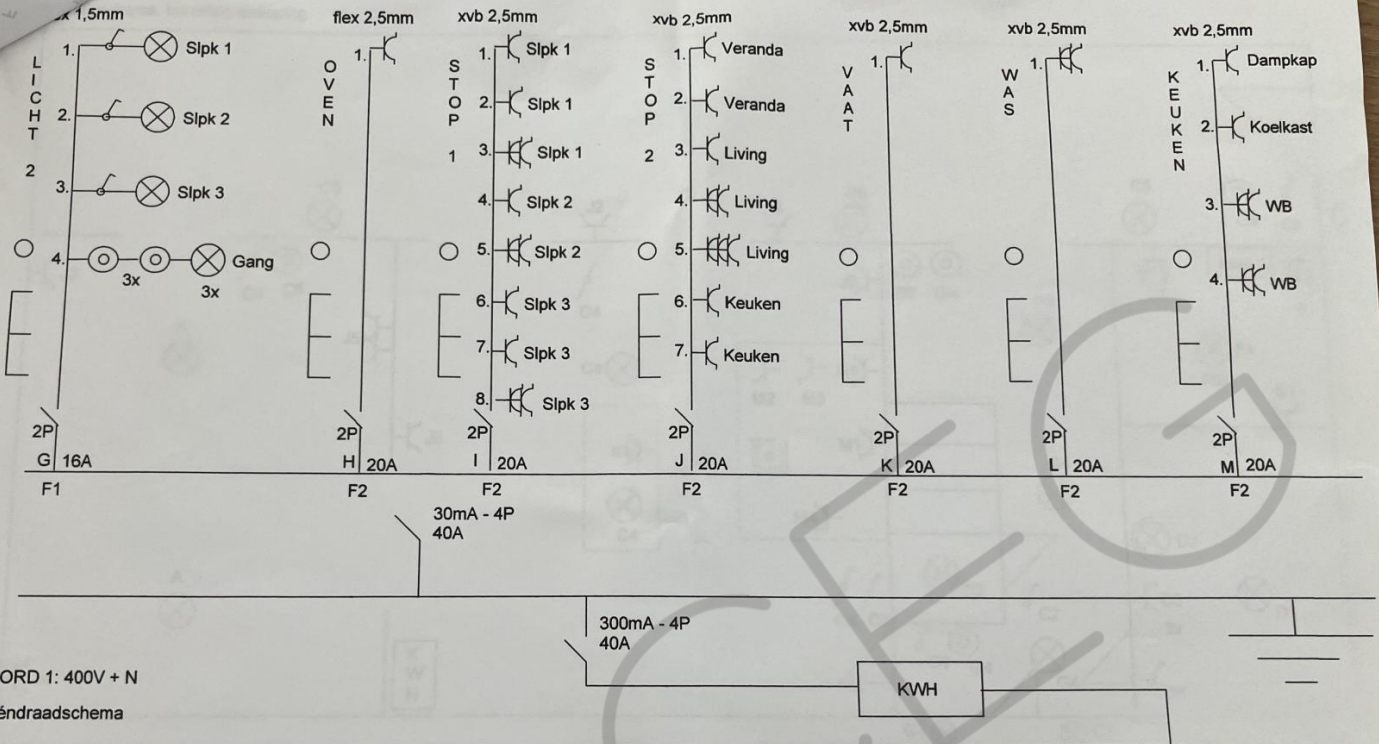 1,5mm
LICHT 2
1. Slpk 1
2. Slpk 2
3. Slpk 3
4. Gang
3x
3x
2P
G 16A
F1
flex 2,5mm
OVEN
1.
2P
H 20A
F2
xvb 2,5mm
STOP 1
1. Slpk 1
2. Slpk 1
3. Slpk 1
4. Slpk 2
5. Slpk 2
6. Slpk 3
7. Slpk 3
8. Slpk 3
2P
I 20A
F2
xvb 2,5mm
STOP 2
1. Veranda
2. Veranda
3. Living
4. Living
5. Living
6. Keuken
7. Keuken
2P
J 20A
F2
xvb 2,5mm
VAAT
1.
2P
K 20A
F2
xvb 2,5mm
WAS
1.
2P
L 20A
F2
xvb 2,5mm
KEUKEN
1. Dampkap
2. Koelkast
3. WB
4. WB
2P
M 20A
F2
30mA - 4P
40A
300mA - 4P
40A
KWH
ORD 1: 400V + N
éndraadschema